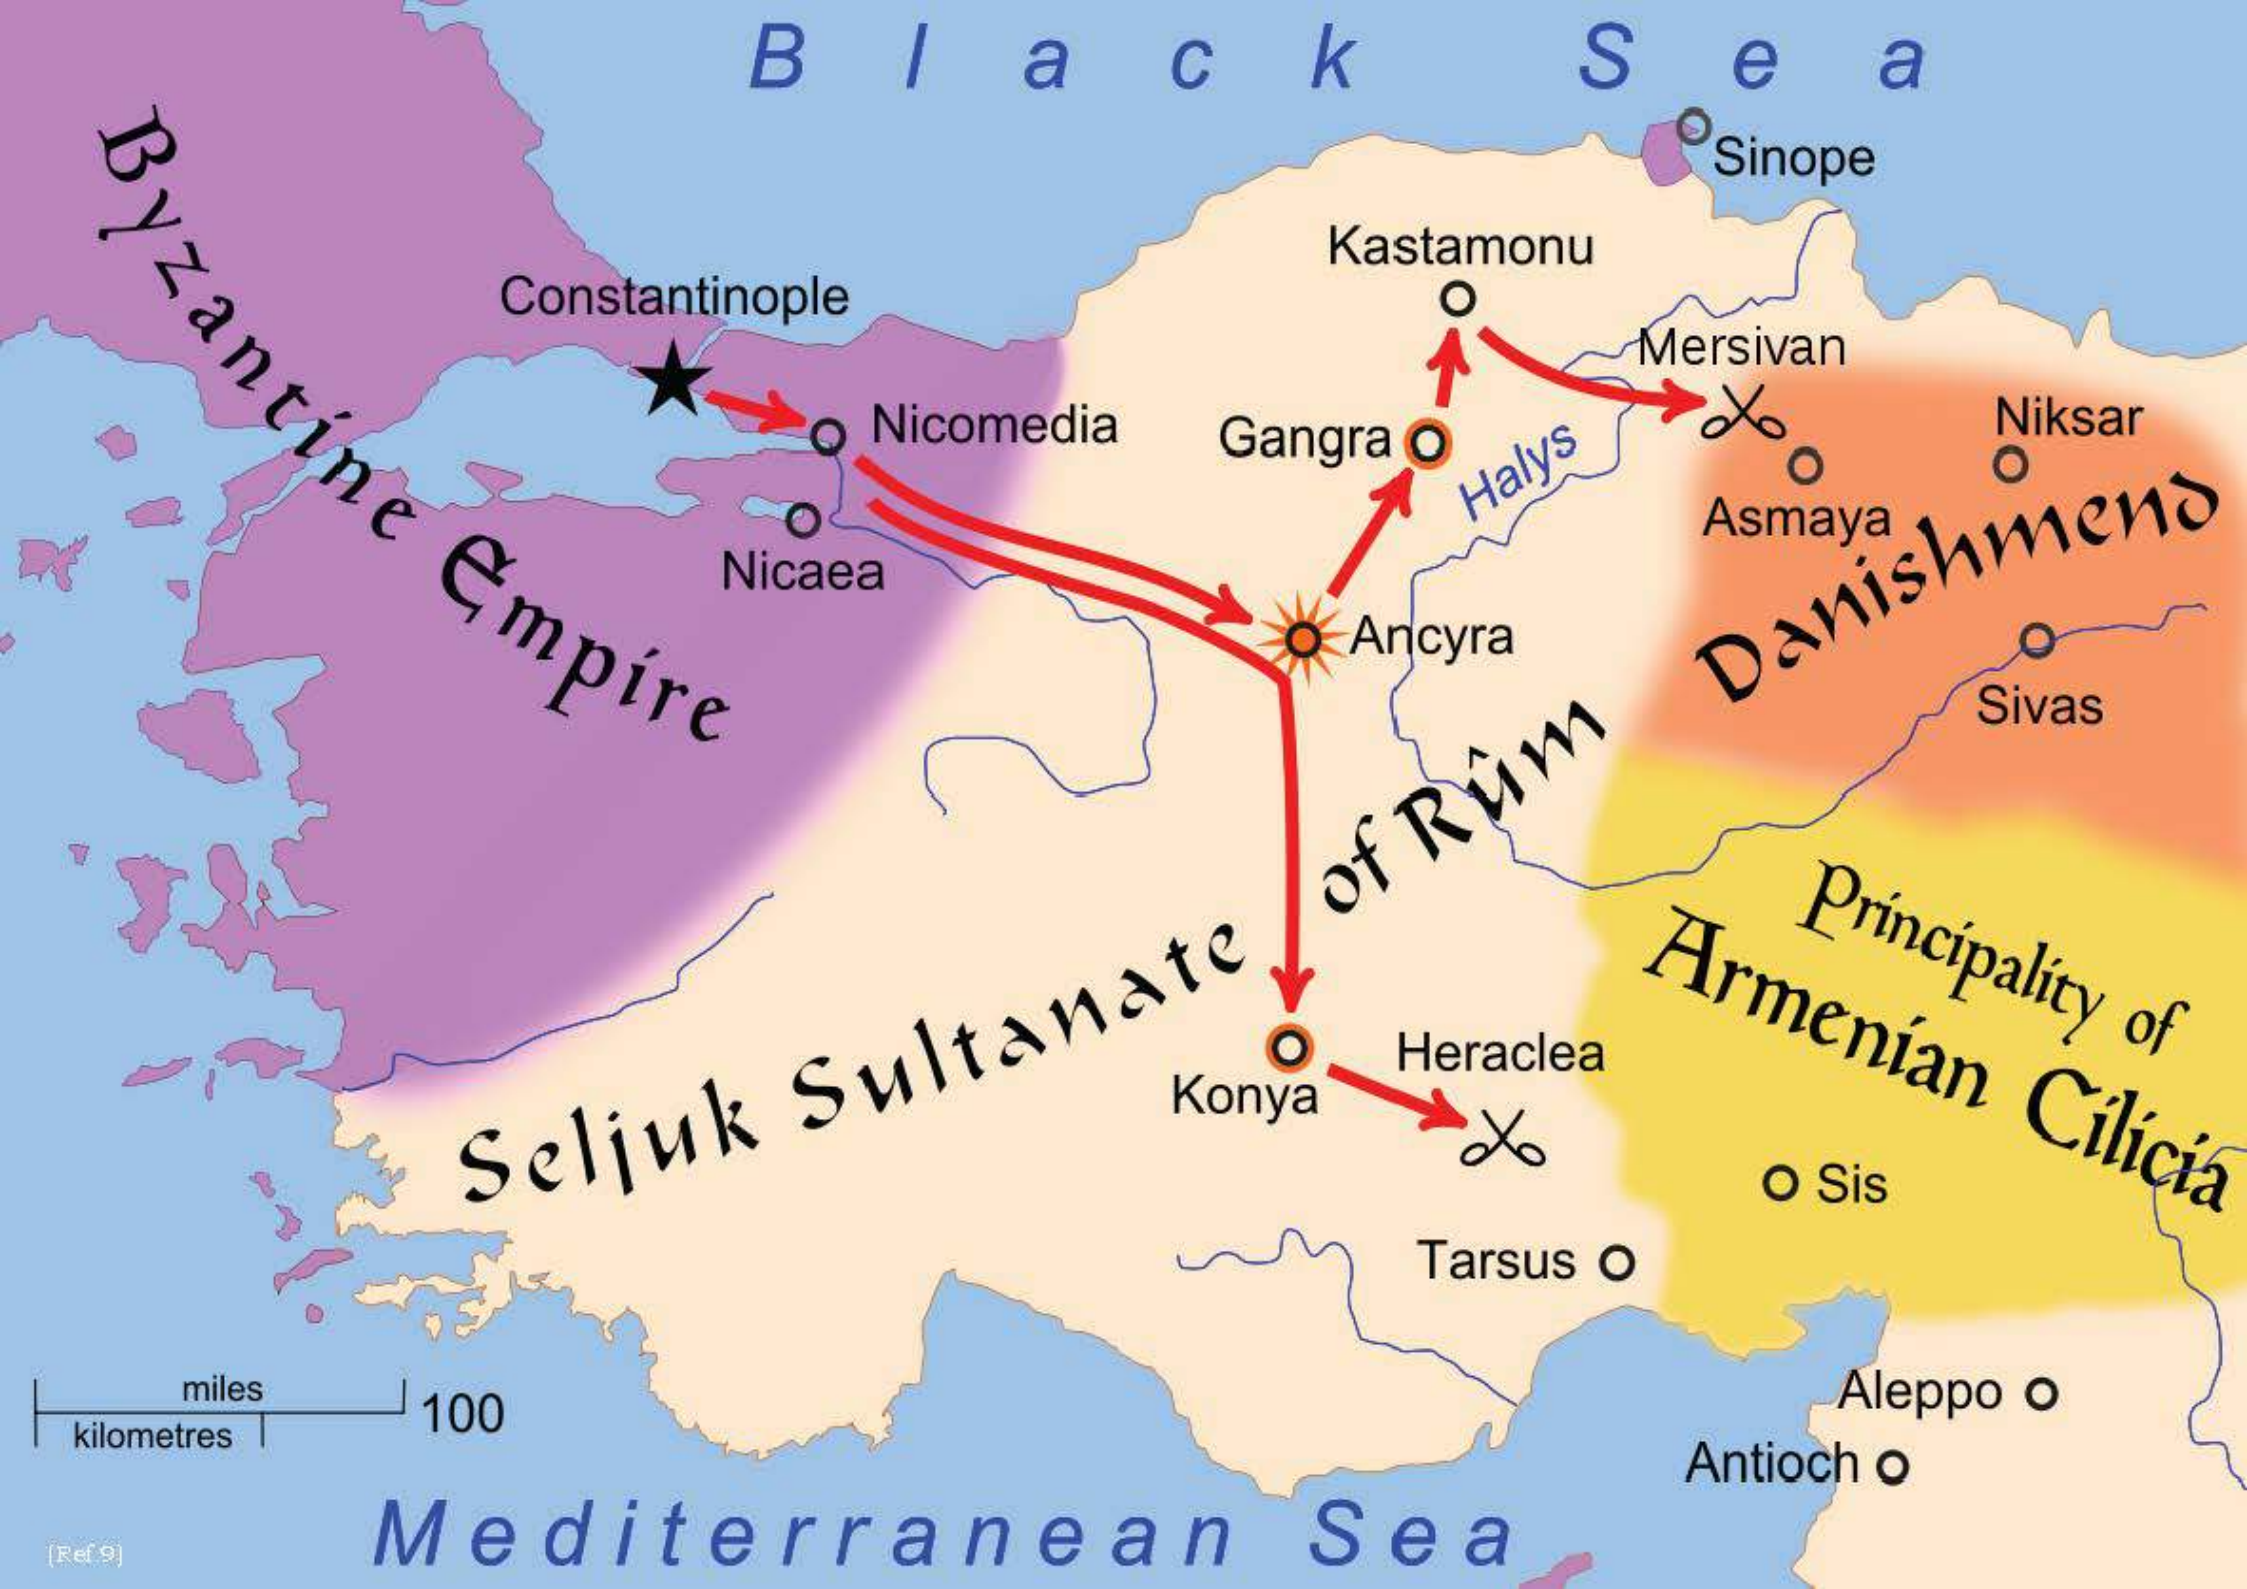 Black Sea
Sinope
Kastamonu
Constantinople
Mersivan
Nicomedia
Gangra
Niksar
Halys
Asmaya
Nicaea
Byzantine Empire
Ancyra
Danishmend
Sivas
Seljuk Sultanate of Rûm
Principality of
Armenian Cilicia
Heraclea
Konya
Sis
Tarsus
miles
kilometres
100
Aleppo
Antioch
Mediterranean Sea
[Ref.9]